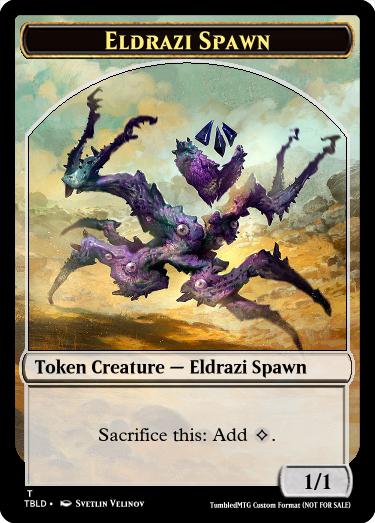 Eldrazi Spawn
Token Creature — Eldrazi Spawn
Sacrifice this: Add ⟡.
1/1
T
TBLD • Svetlin Velinov
TumbledMTG Custom Format (NOT FOR SALE)